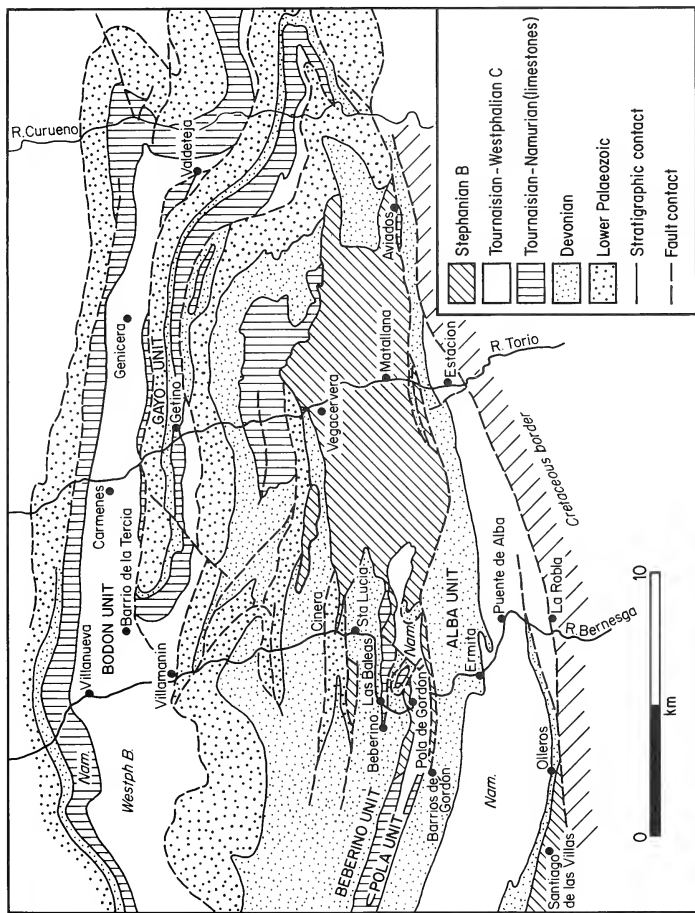 R. Curueno
Valdeteja
Genicera
GAYO UNIT
Getino
Carmenes
Barrio de la Tercia
BODON UNIT
Villanueva
Villamanin
Nam.
Westph B.
Aviados
Matallana
Vegacervera
Estacion
R. Torio
Cinera
Sta Lucia
Las Baleas
Beberino
Nam.
Pola de Gordón
Barrios de Gordón
BEBERINO UNIT
POLA UNIT
ALBA UNIT
Ermita
Puente de Alba
La Robla
R. Bernesga
Cretaceous border
Nam.
Olleros
Santiago de las Villas
0 10
km
Stephanian B
Tournaisian-Westphalian C
Tournaisian-Namurian (limestones)
Devonian
Lower Palaeozoic
Stratigraphic contact
Fault contact